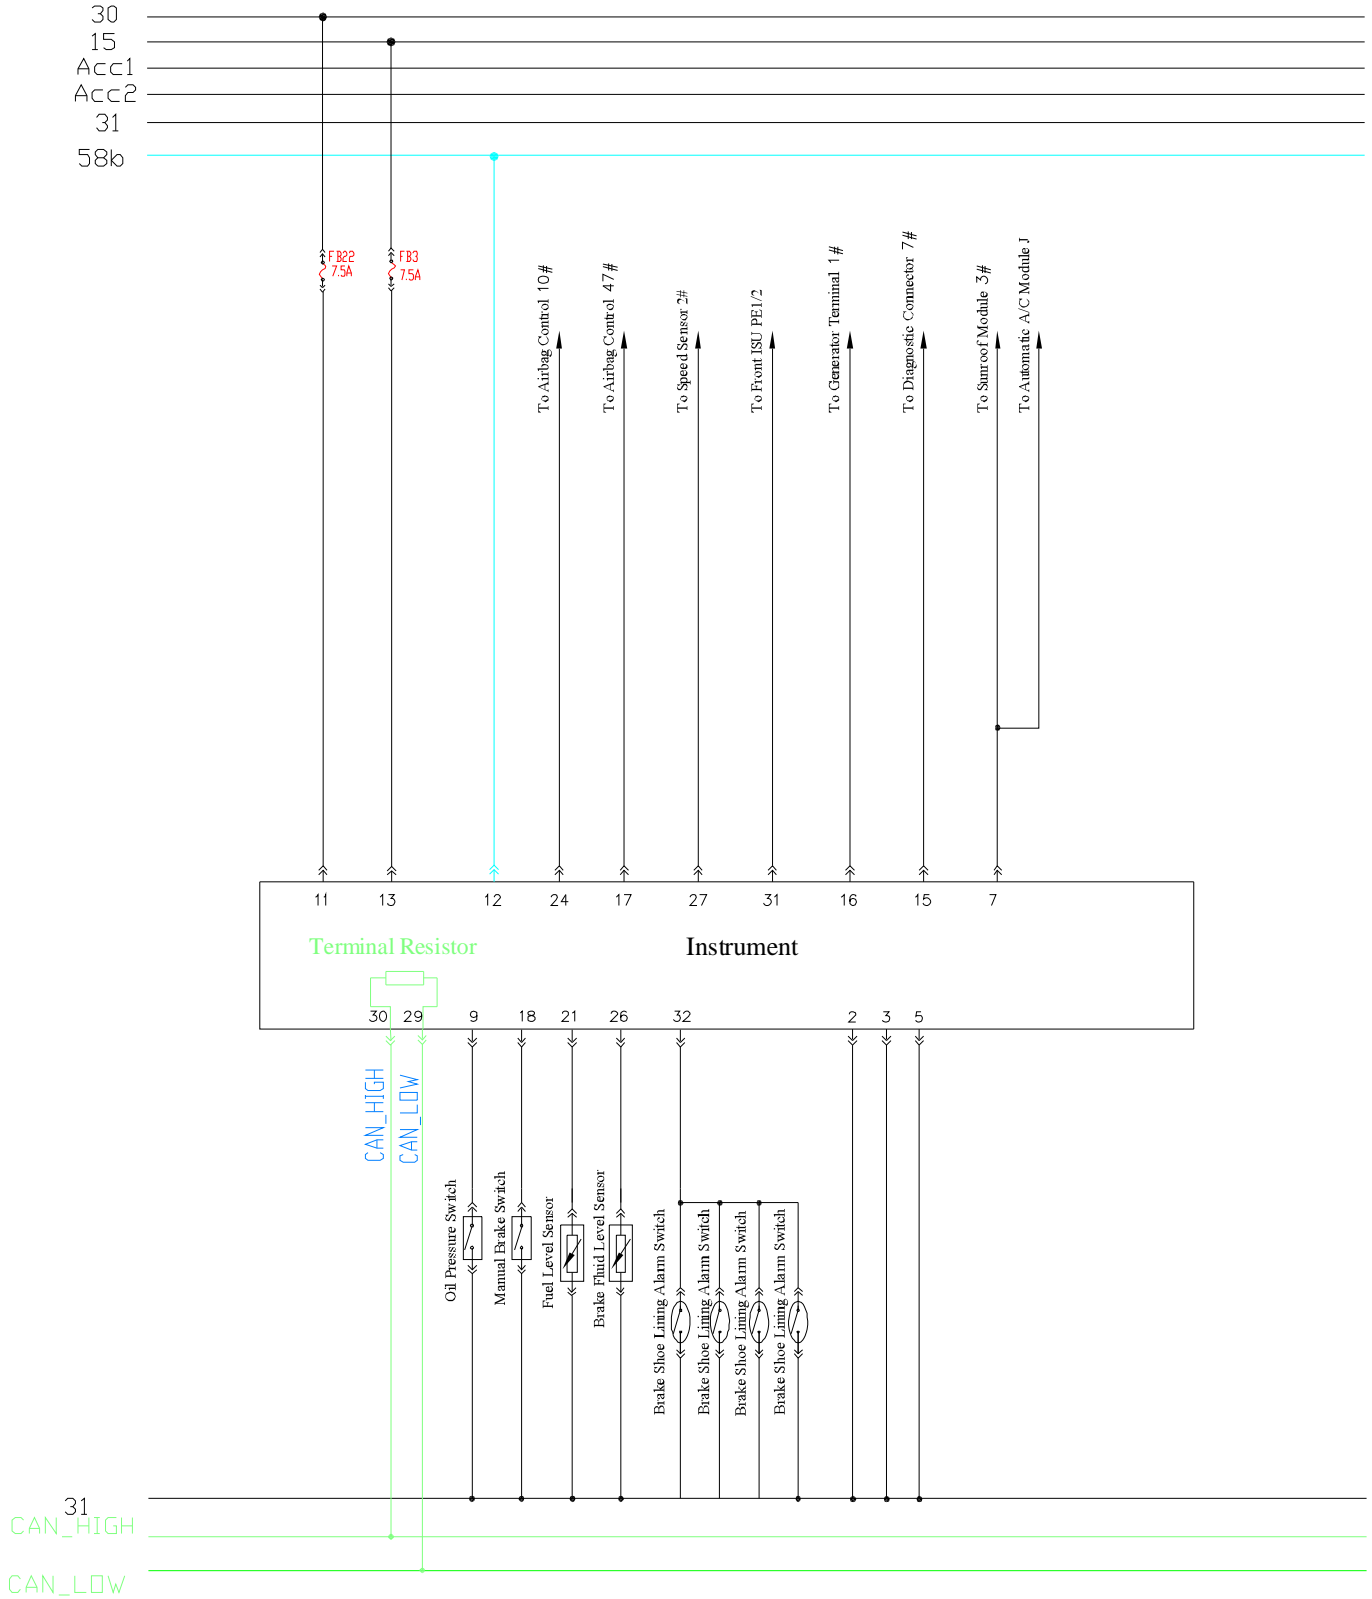 30
15
Acc1
Acc2
31
58b
FB22
7.5A
FB3
7.5A
To Airbag Control 10#
To Airbag Control 47#
To Speed Sensor 2#
To Front ISU PE1/2
To Generator Terminal 1#
To Diagnostic Connector 7#
To Sunroof Module 3#
To Automatic A/C Module J
11
13
12
24
17
27
31
16
15
7
Terminal Resistor
Instrument
30
29
9
18
21
26
32
2
3
5
CAN_HIGH
CAN_LOW
Oil Pressure Switch
Manual Brake Switch
Fuel Level Sensor
Brake Fluid Level Sensor
Brake Shoe Lining Alarm Switch
Brake Shoe Lining Alarm Switch
Brake Shoe Lining Alarm Switch
Brake Shoe Lining Alarm Switch
31
CAN_HIGH
CAN_LOW